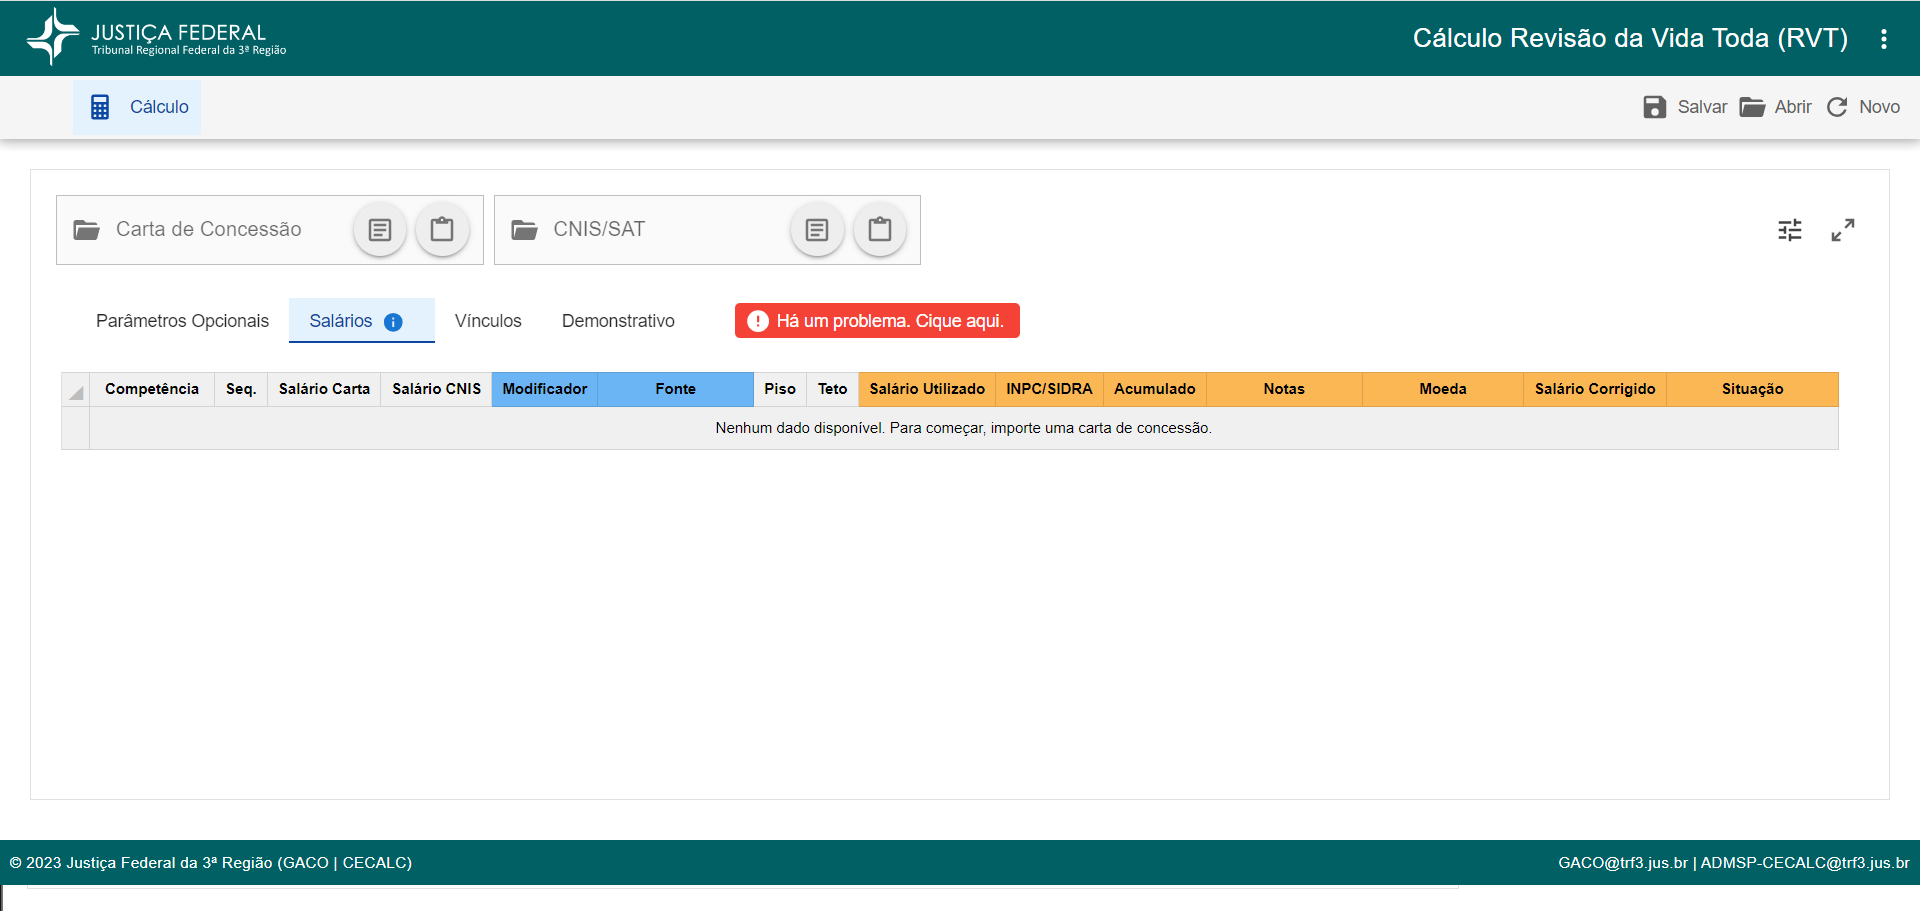 JUSTIÇA FEDERAL
Tribunal Regional Federal da 3ª Região
Cálculo Revisão da Vida Toda (RVT)
Cálculo
Salvar Abrir Novo
Carta de Concessão
CNIS/SAT
Parâmetros Opcionais Salários Vínculos Demonstrativo Há um problema. Cique aqui.
Competência Seq. Salário Carta Salário CNIS Modificador Fonte Piso Teto Salário Utilizado INPC/SIDRA Acumulado Notas Moeda Salário Corrigido Situação
Nenhum dado disponível. Para começar, importe uma carta de concessão.
© 2023 Justiça Federal da 3ª Região (GACO | CECALC)
GACO@trf3.jus.br | ADMSP-CECALC@trf3.jus.br